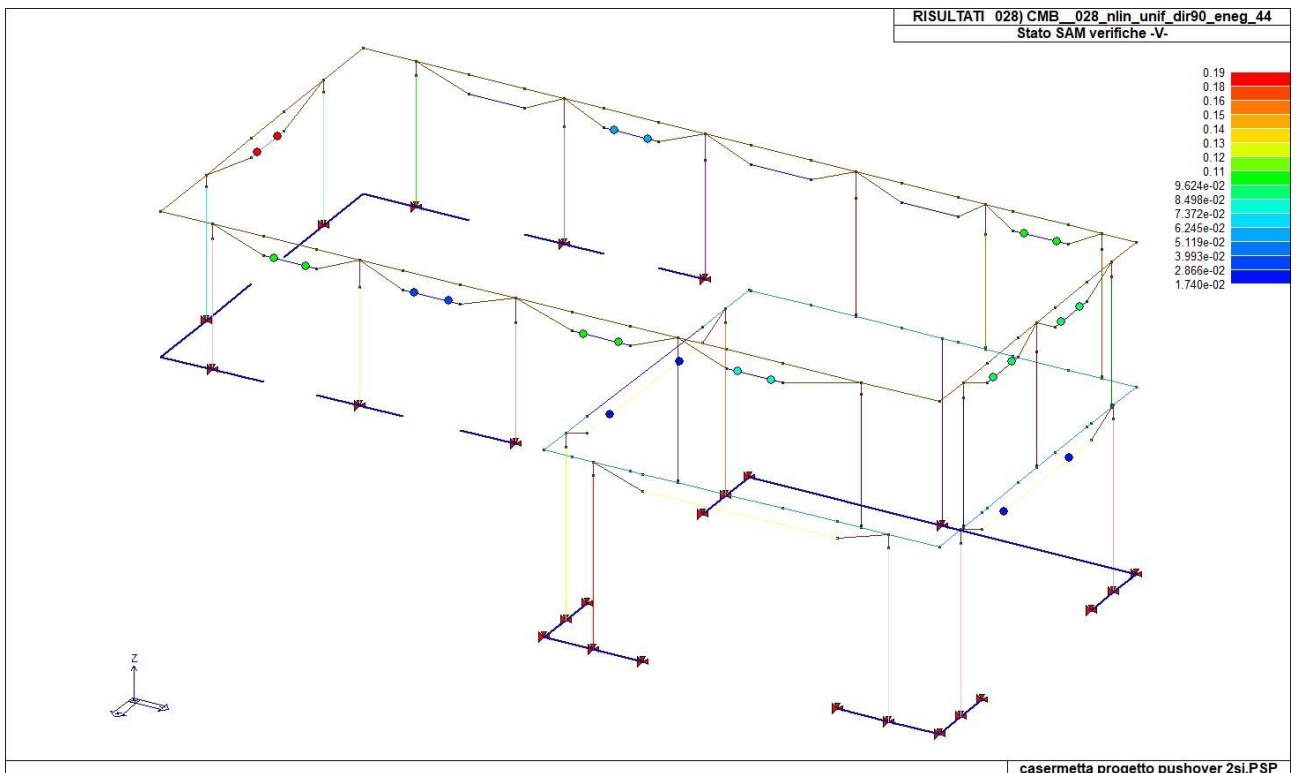 RISULTATI 028) CMB__028_nlin_unif_dir90_eneg_44
Stato SAM verifiche -V-
0.19
0.18
0.16
0.15
0.14
0.13
0.12
0.11
9.624e-02
8.498e-02
7.372e-02
6.245e-02
5.119e-02
3.993e-02
2.866e-02
1.740e-02
Z
casermetta progetto pushover 2si.PSP